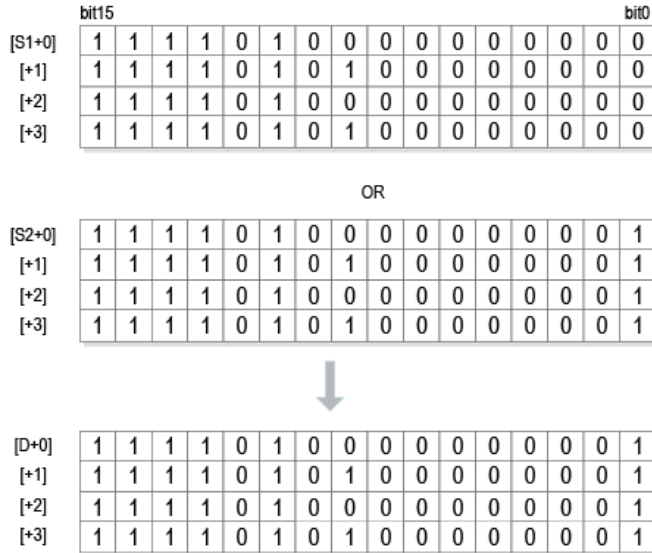 bit15 bit0
[S1+0] 1 1 1 1 0 1 0 0 0 0 0 0 0 0 0 0
[+1] 1 1 1 1 0 1 0 1 0 0 0 0 0 0 0 0
[+2] 1 1 1 1 0 1 0 0 0 0 0 0 0 0 0 0
[+3] 1 1 1 1 0 1 0 1 0 0 0 0 0 0 0 0
OR
[S2+0] 1 1 1 1 0 1 0 0 0 0 0 0 0 0 0 1
[+1] 1 1 1 1 0 1 0 1 0 0 0 0 0 0 0 1
[+2] 1 1 1 1 0 1 0 0 0 0 0 0 0 0 0 1
[+3] 1 1 1 1 0 1 0 1 0 0 0 0 0 0 0 1
[D+0] 1 1 1 1 0 1 0 0 0 0 0 0 0 0 0 1
[+1] 1 1 1 1 0 1 0 1 0 0 0 0 0 0 0 1
[+2] 1 1 1 1 0 1 0 0 0 0 0 0 0 0 0 1
[+3] 1 1 1 1 0 1 0 1 0 0 0 0 0 0 0 1